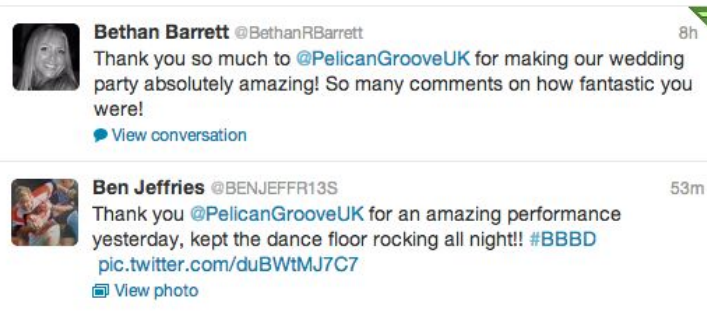 Bethan Barrett @BethanRBarrett 8h
Thank you so much to @PelicanGrooveUK for making our wedding
party absolutely amazing! So many comments on how fantastic you
were!
View conversation
Ben Jeffries @BENJEFFR13S 53m
Thank you @PelicanGrooveUK for an amazing performance
yesterday, kept the dance floor rocking all night!! #BBBD
pic.twitter.com/duBWtMJ7C7
View photo